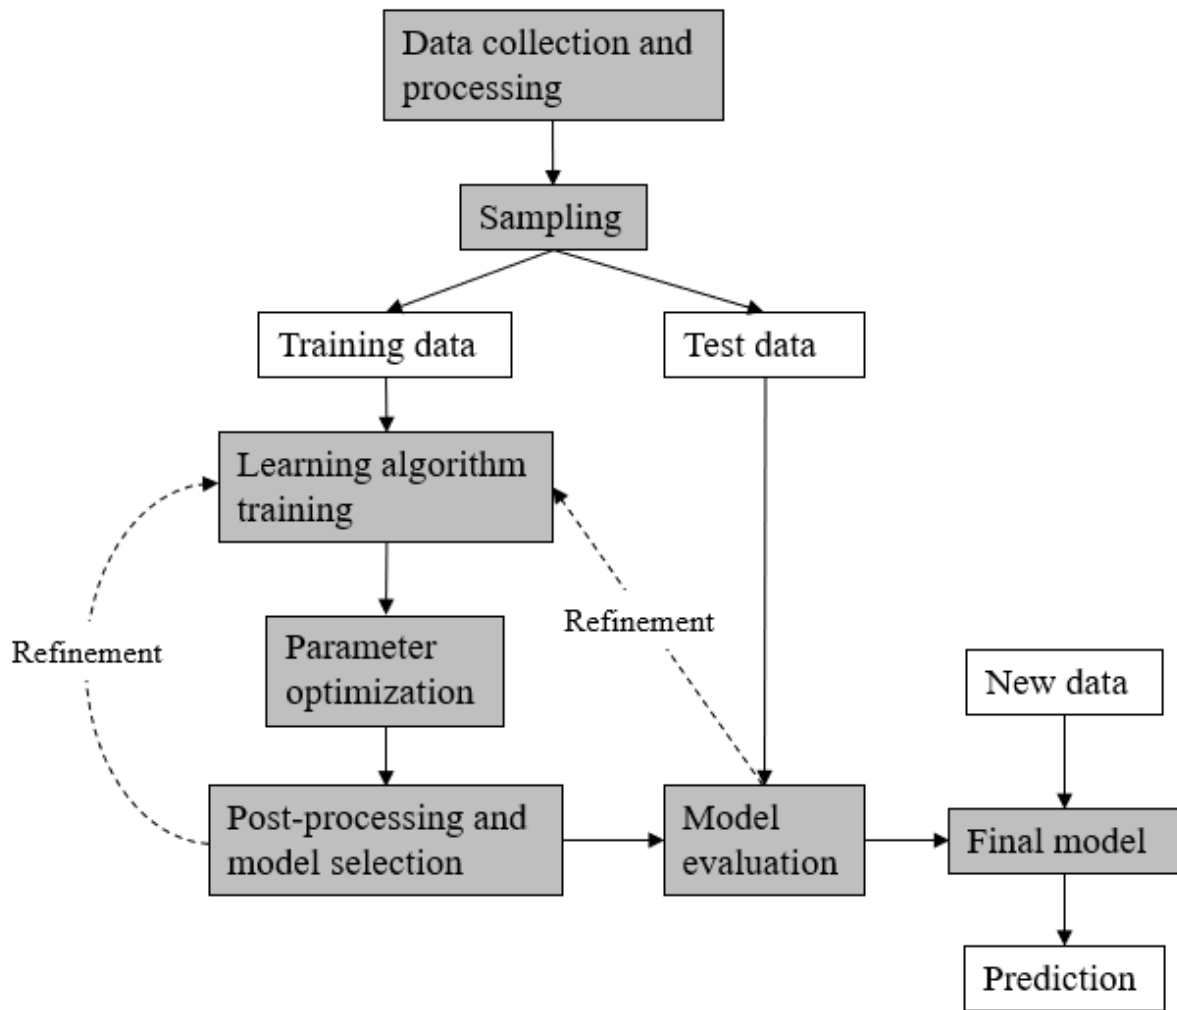 Data collection and
processing
Sampling
Training data
Test data
Learning algorithm
training
Refinement
Parameter
optimization
Refinement
New data
Post-processing and
model selection
Model
evaluation
Final model
Prediction